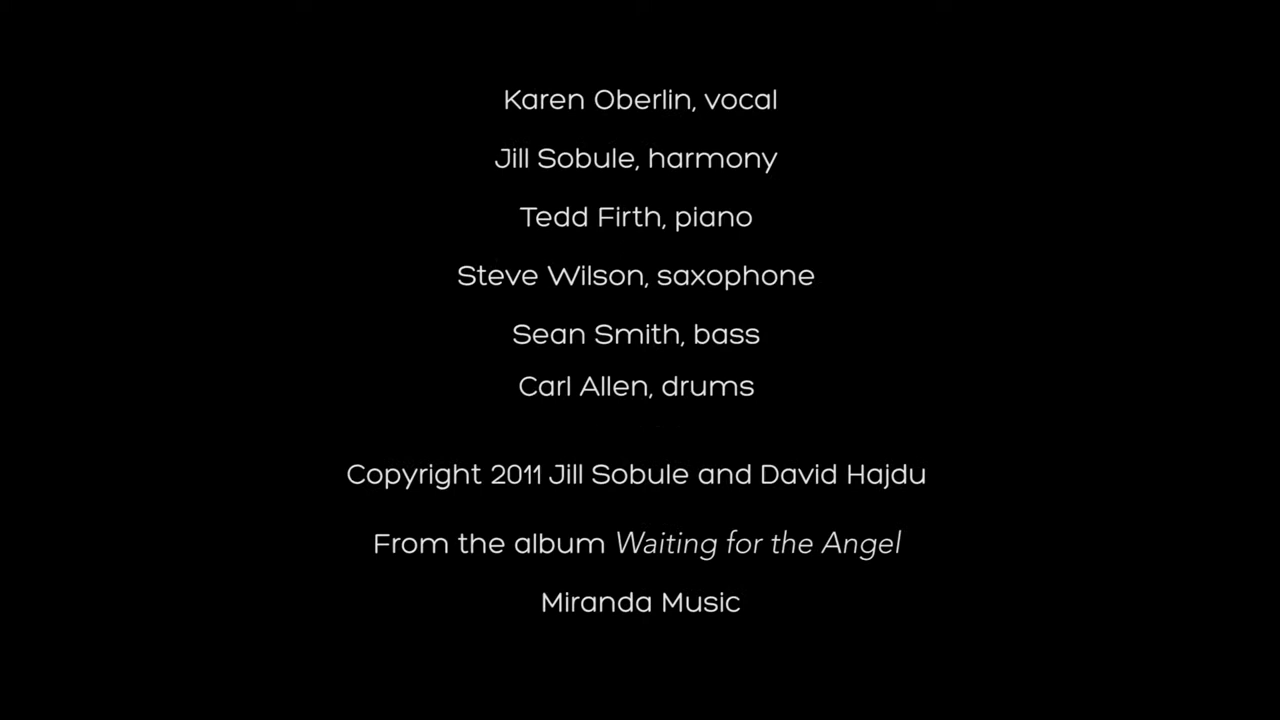 Karen Oberlin, vocal
Jill Sobule, harmony
Tedd Firth, piano
Steve Wilson, saxophone
Sean Smith, bass
Carl Allen, drums
Copyright 2011 Jill Sobule and David Hajdu
From the album Waiting for the Angel
Miranda Music